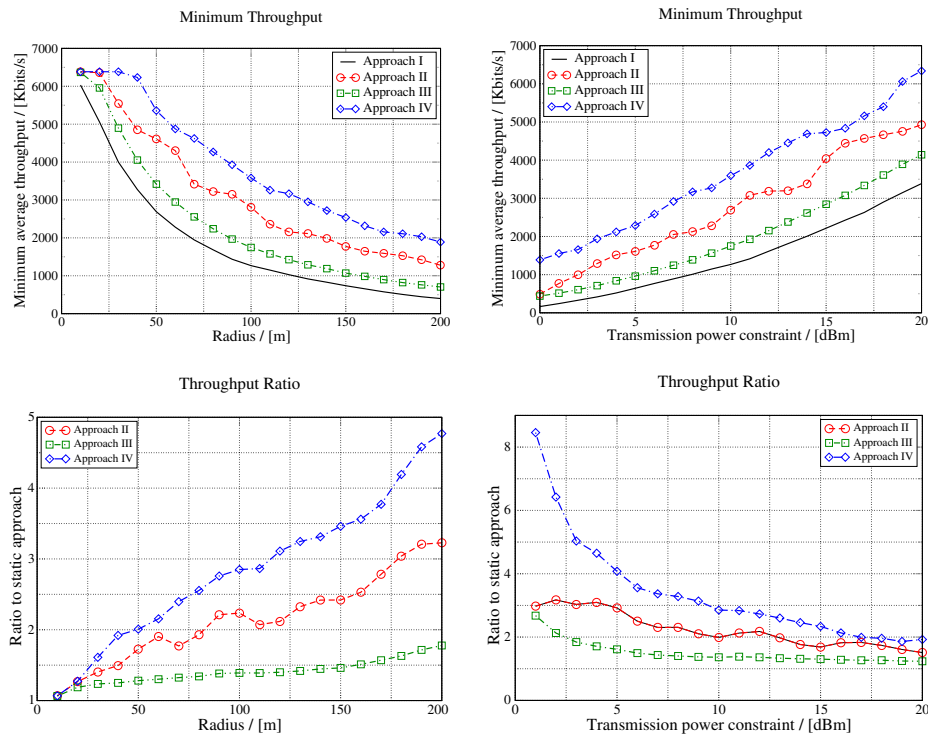 Minimum Throughput
Minimum average throughput / [Kbits/s]
7000
6000
5000
4000
3000
2000
1000
0
0
50
100
150
200
Radius / [m]
Approach I
Approach II
Approach III
Approach IV
Minimum Throughput
Minimum average throughput / [Kbits/s]
7000
6000
5000
4000
3000
2000
1000
0
0
5
10
15
20
Transmission power constraint / [dBm]
Approach I
Approach II
Approach III
Approach IV
Throughput Ratio
Ratio to static approach
5
4
3
2
1
0
50
100
150
200
Radius / [m]
Approach II
Approach III
Approach IV
Throughput Ratio
Ratio to static approach
8
6
4
2
0
0
5
10
15
20
Transmission power constraint / [dBm]
Approach II
Approach III
Approach IV